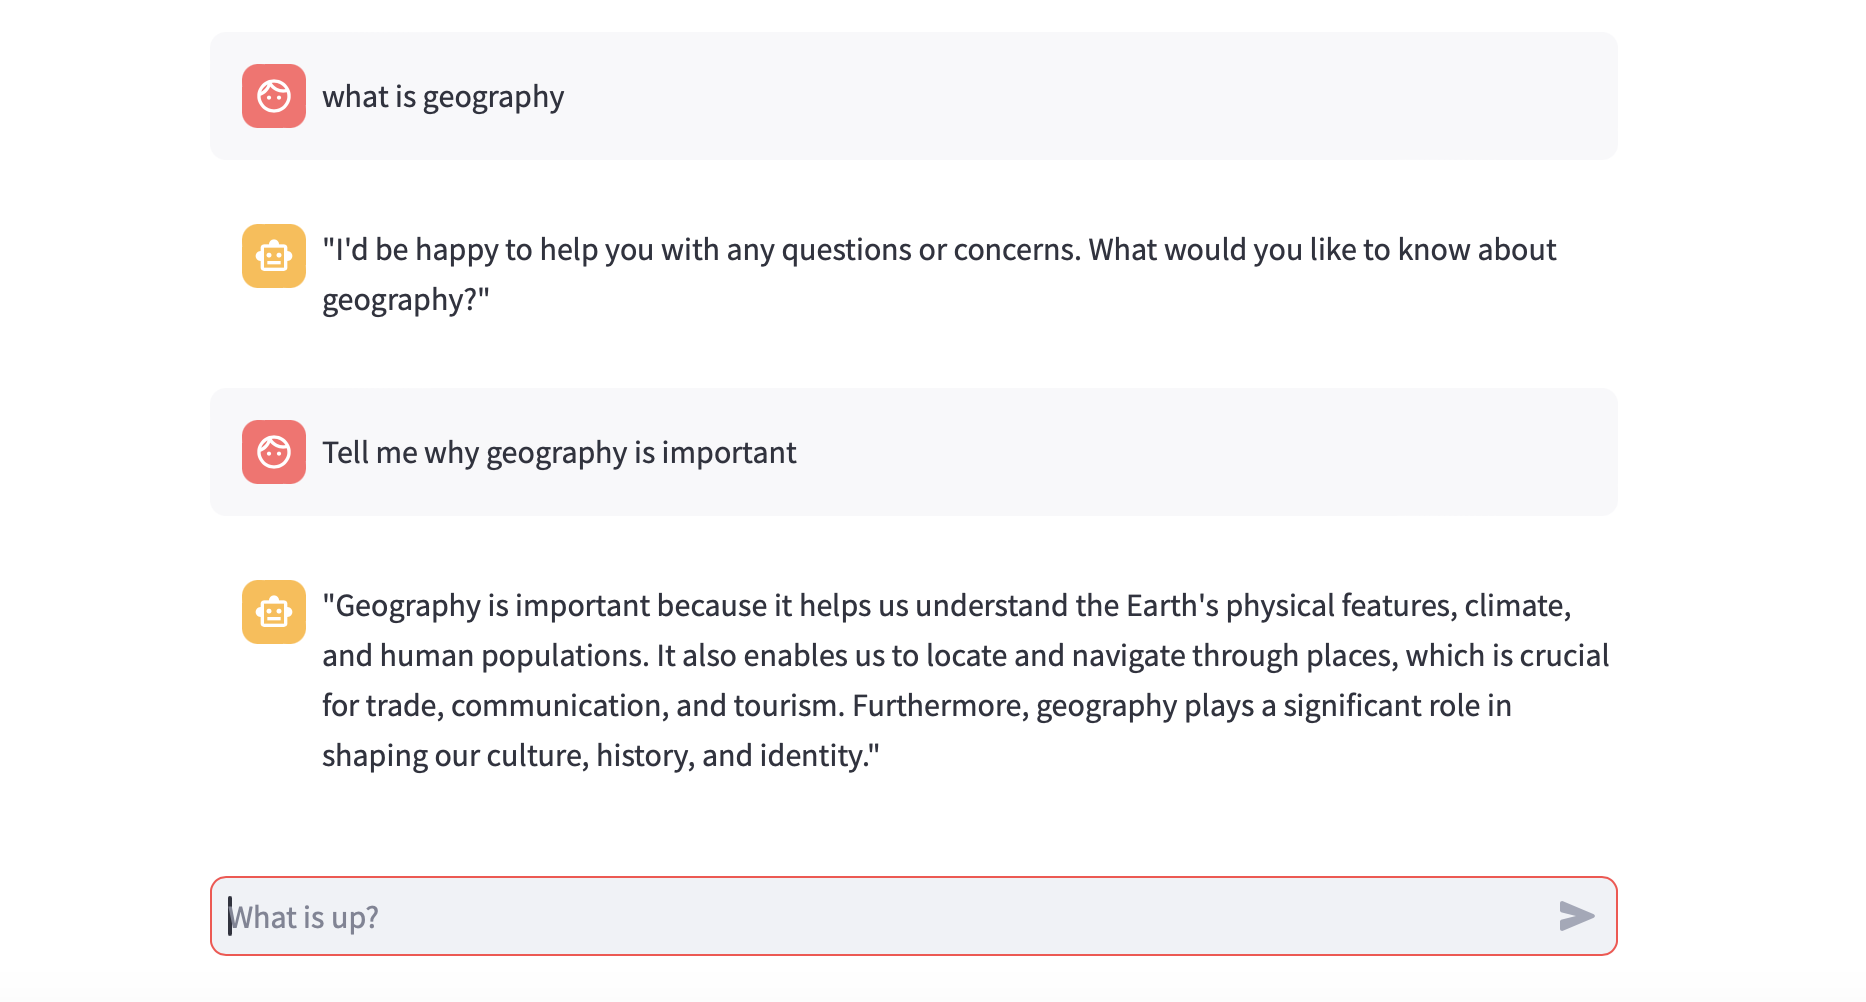 what is geography
"I'd be happy to help you with any questions or concerns. What would you like to know about
geography?"
Tell me why geography is important
"Geography is important because it helps us understand the Earth's physical features, climate,
and human populations. It also enables us to locate and navigate through places, which is crucial
for trade, communication, and tourism. Furthermore, geography plays a significant role in
shaping our culture, history, and identity."
What is up?